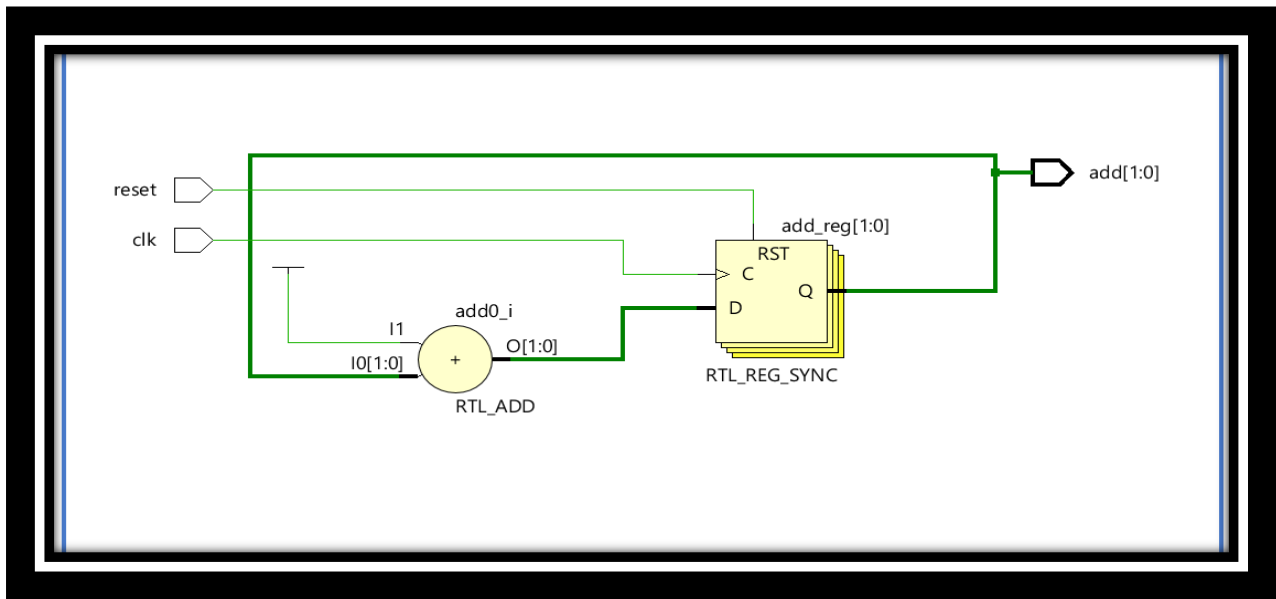 reset
clk
add[1:0]
add_reg[1:0]
RST
C
Q
D
RTL_REG_SYNC
add0_i
I1
I0[1:0]
+
O[1:0]
RTL_ADD